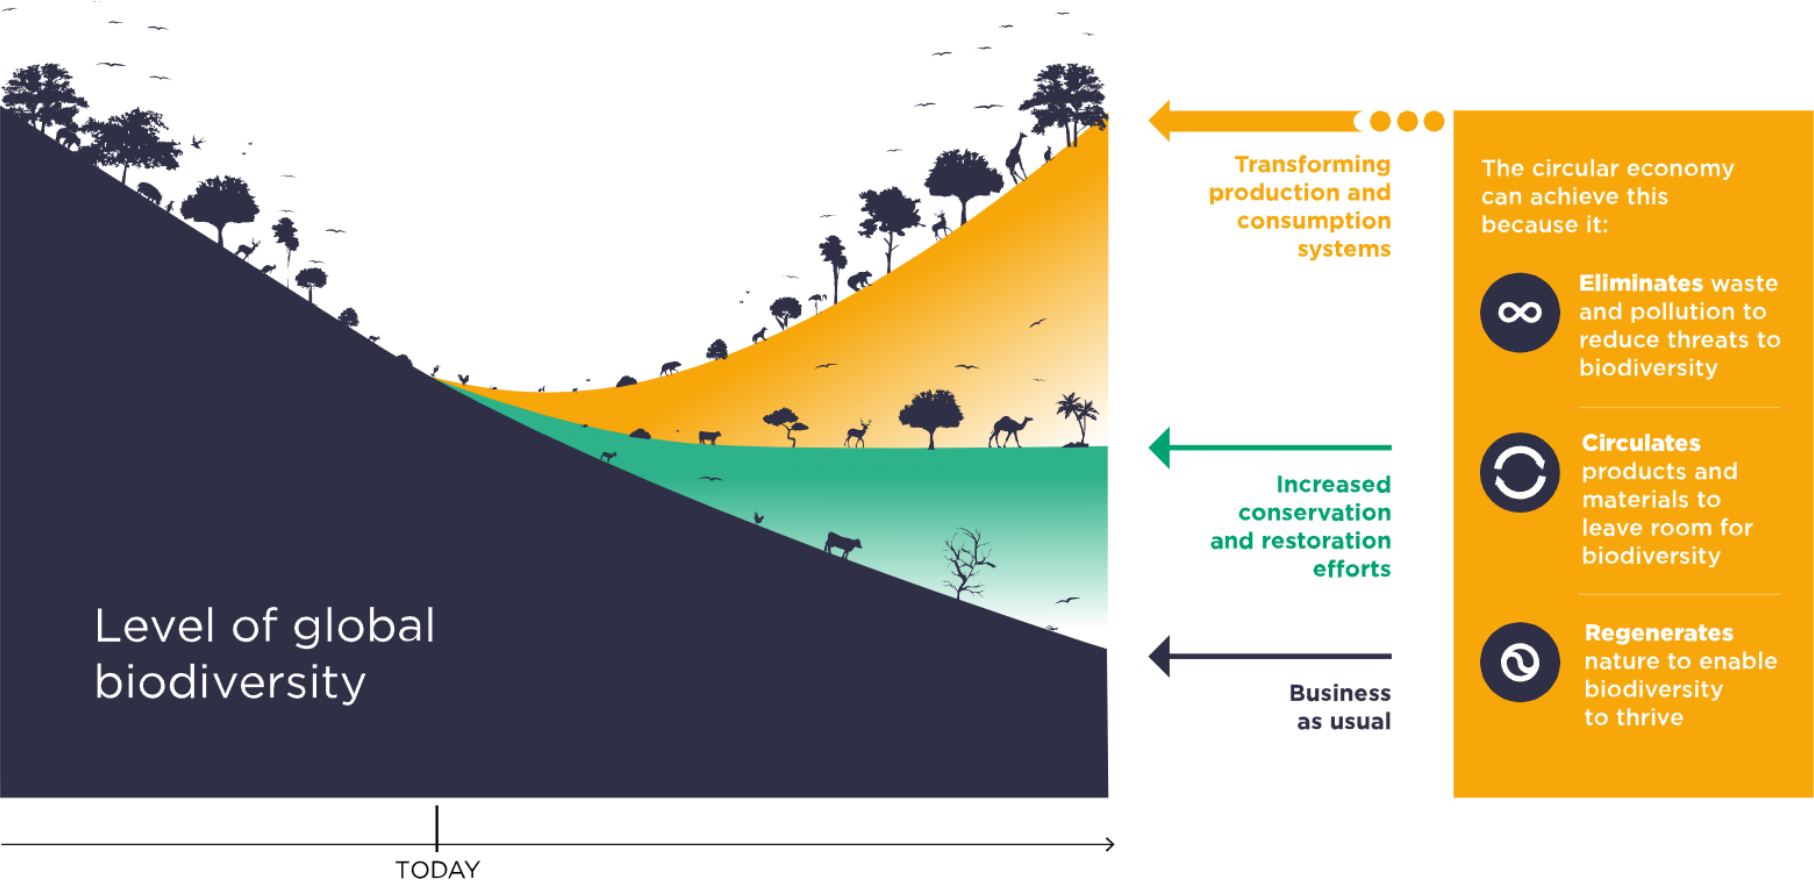 Level of global
biodiversity
TODAY
Transforming
production and
consumption
systems
Increased
conservation
and restoration
efforts
Business
as usual
The circular economy
can achieve this
because it:
Eliminates waste
and pollution to
reduce threats to
biodiversity
Circulates
products and
materials to
leave room for
biodiversity
Regenerates
nature to enable
biodiversity
to thrive